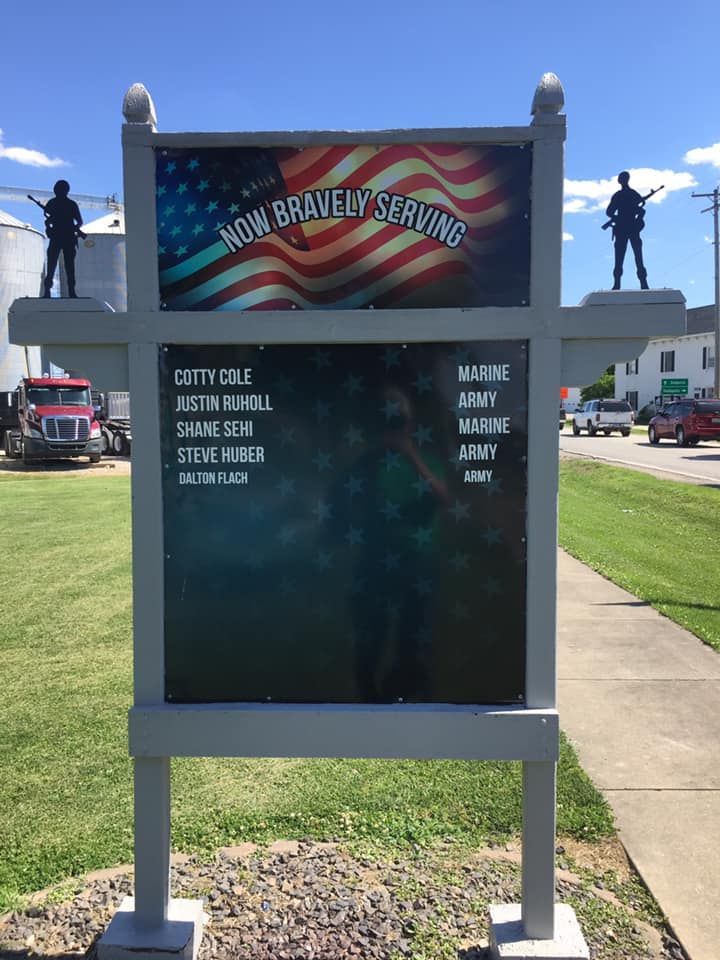 NOW BRAVELY SERVING
COTTY COLE MARINE
JUSTIN RUHOLL ARMY
SHANE SEHI MARINE
STEVE HUBER ARMY
DALTON FLACH ARMY